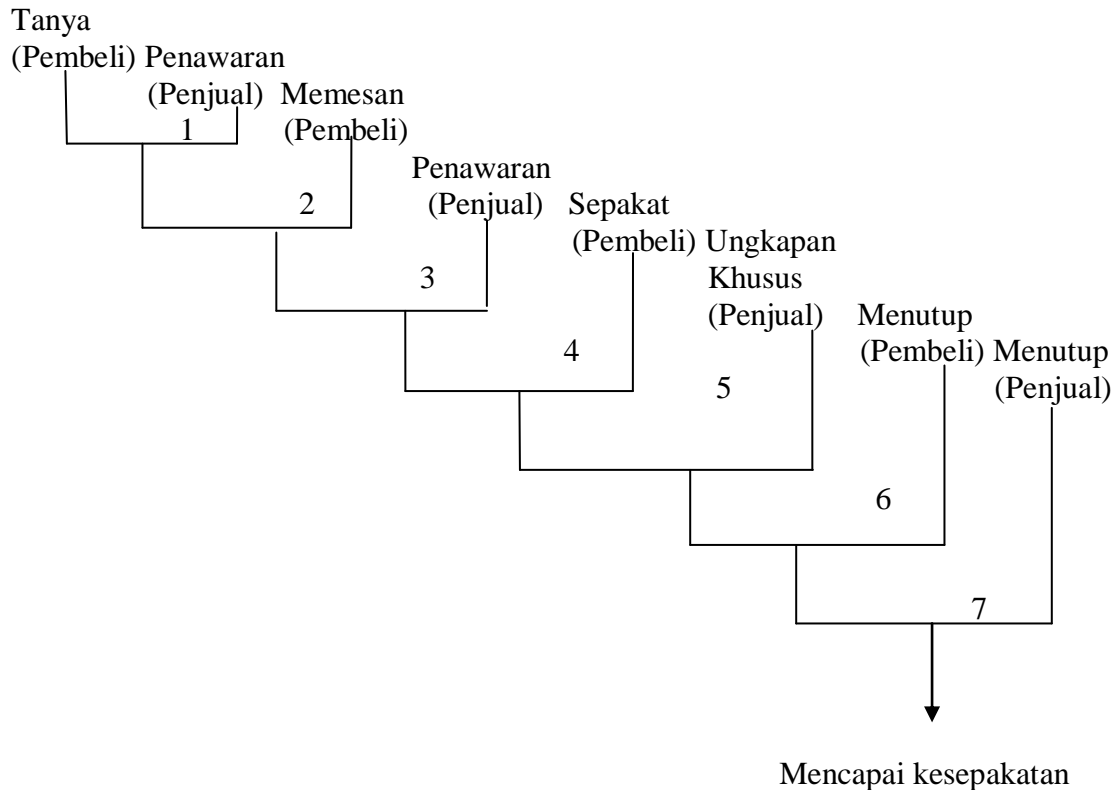 Tanya
(Pembeli) Penawaran
(Penjual) Memesan
1 (Pembeli)
Penawaran
2 (Penjual) Sepakat
(Pembeli) Ungkapan
3 Khusus
(Penjual) Menutup
4 (Pembeli) Menutup
5 (Penjual)
6
7
Mencapai kesepakatan